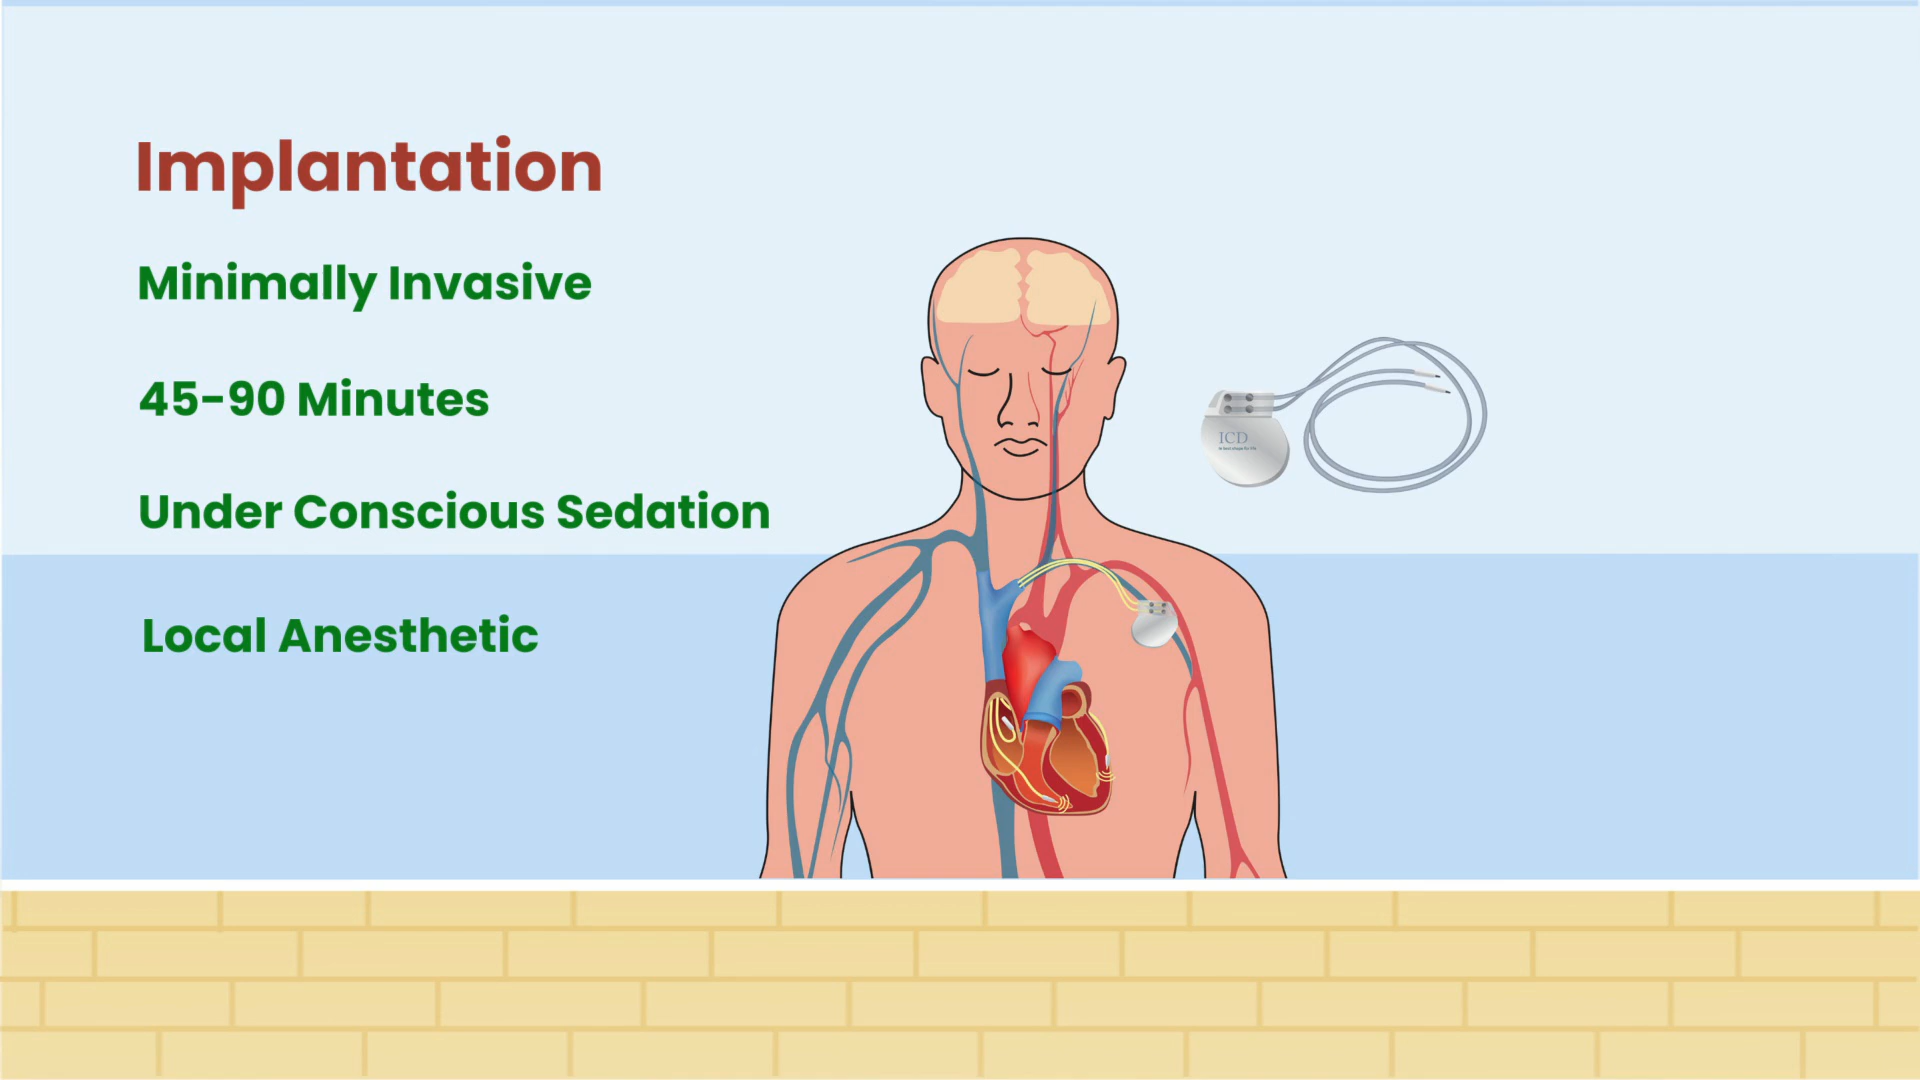 Implantation
Minimally Invasive
45-90 Minutes
Under Conscious Sedation
Local Anesthetic
ICD